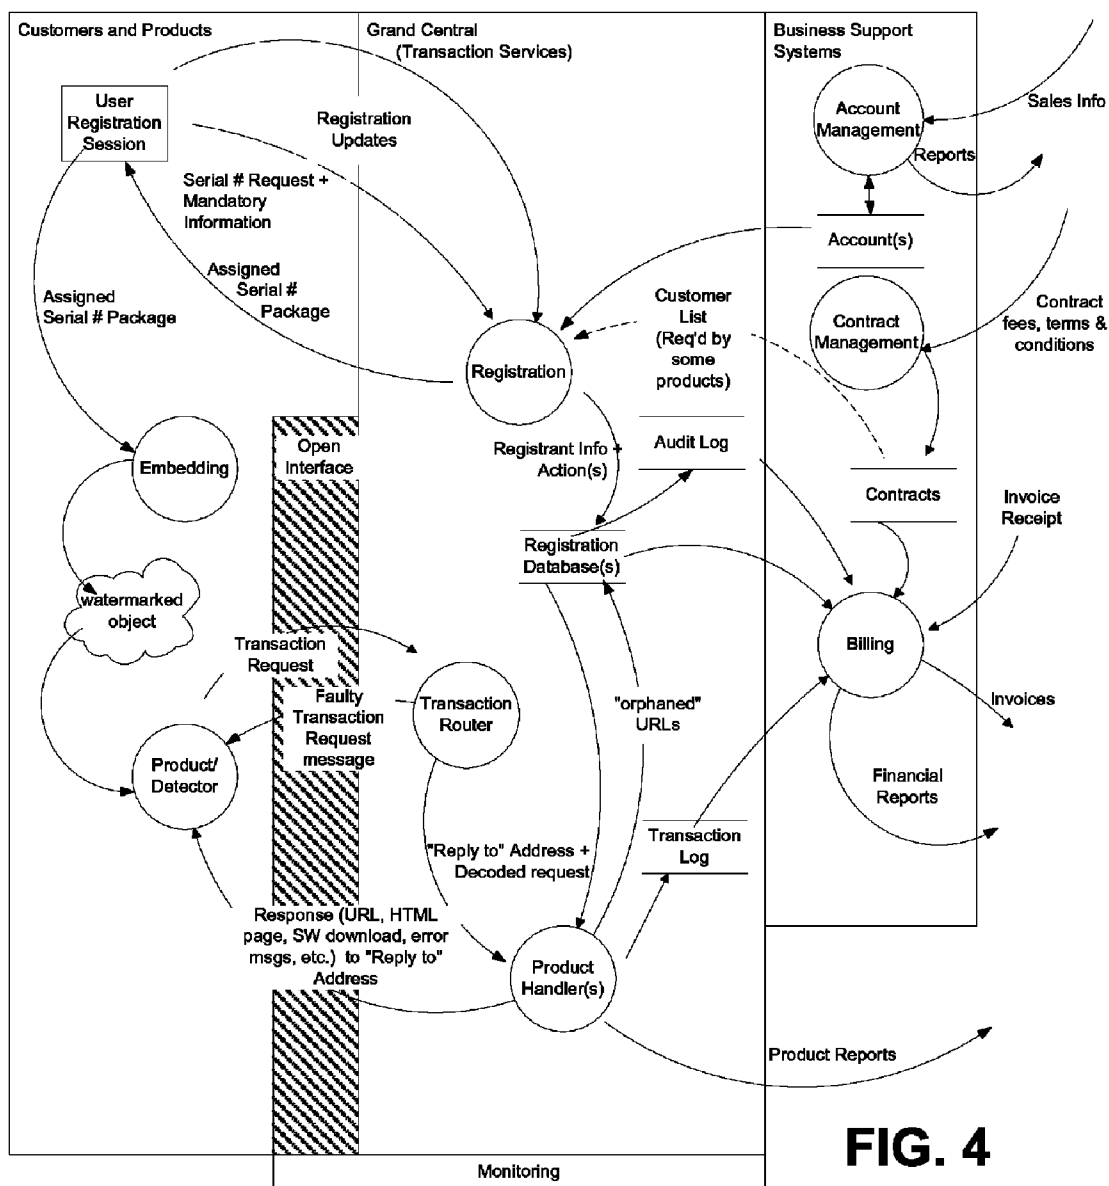 Customers and Products
Grand Central
(Transaction Services)
Business Support
Systems
User
Registration
Session
Registration
Updates
Account
Management
Sales Info
Reports
Serial # Request +
Mandatory
Information
Account(s)
Assigned
Serial #
Package
Assigned
Serial # Package
Customer
List
(Req'd by
some
products)
Contract
Management
Contract
fees, terms &
conditions
Registration
Open
Interface
Registrant Info +
Action(s)
Audit Log
Embedding
Contracts
Invoice
Receipt
Registration
Database(s)
watermarked
object
Transaction
Request
Billing
Faulty
Transaction
Request
message
Transaction
Router
"orphaned"
URLs
Invoices
Product/
Detector
Financial
Reports
"Reply to" Address +
Decoded request
Transaction
Log
Response (URL, HTML
page, SW download, error
msgs, etc.) to "Reply to"
Address
Product
Handler(s)
Product Reports
FIG. 4
Monitoring